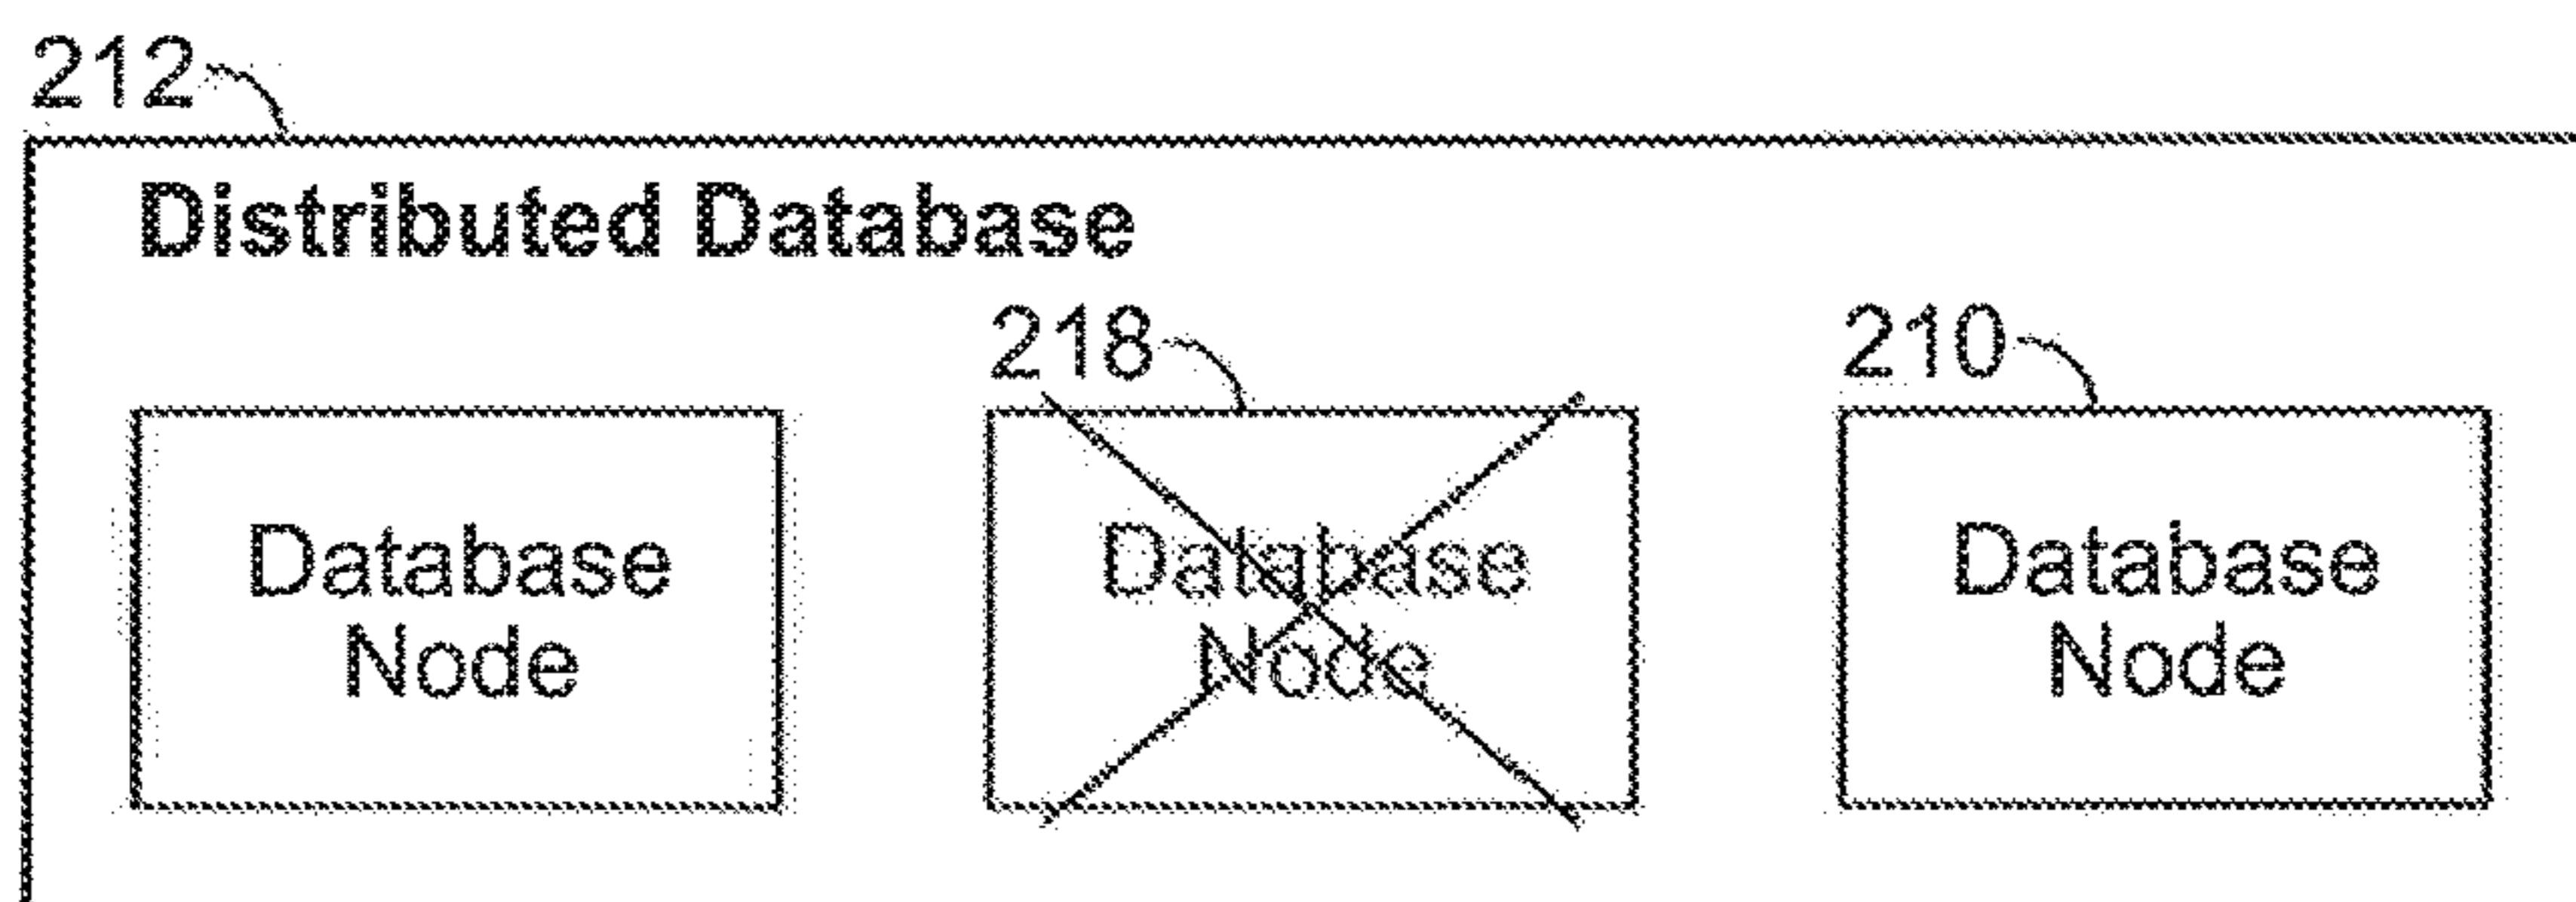 212
Distributed Database
218
210
Database
Node
Database
Node
Database
Node